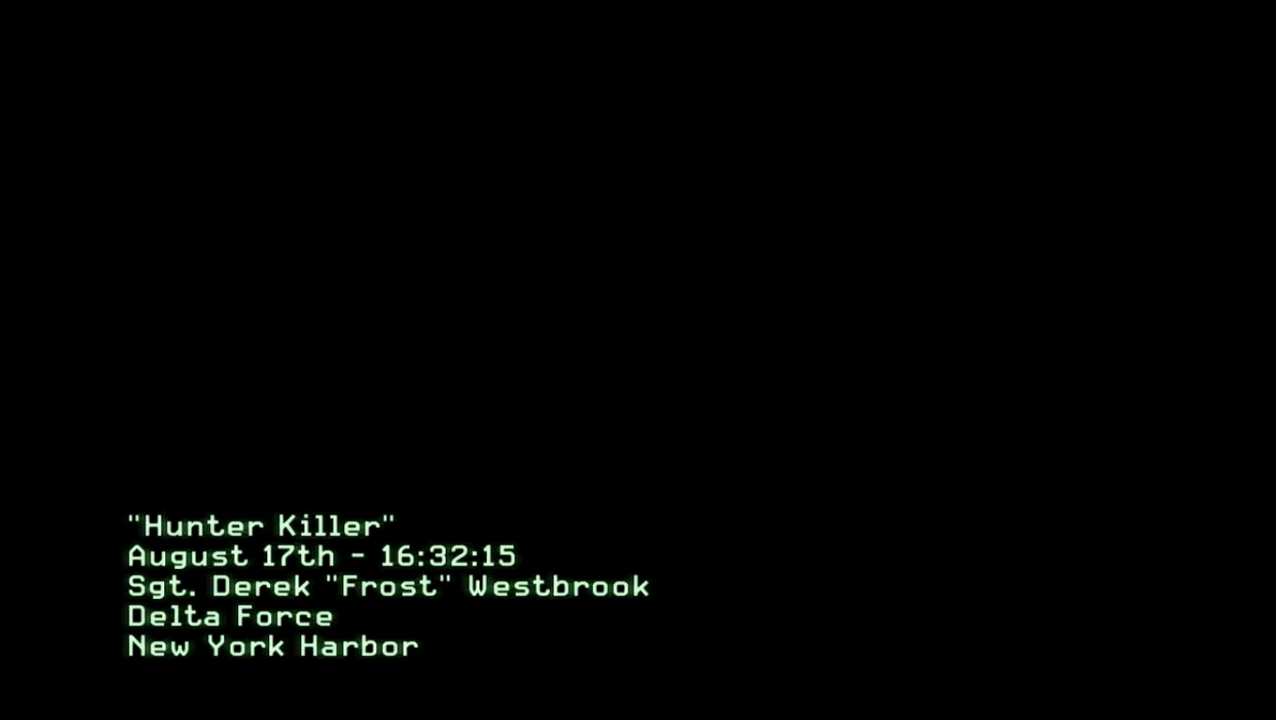 "Hunter Killer"
August 17th - 16:32:15
Sgt. Derek "Frost" Westbrook
Delta Force
New York Harbor